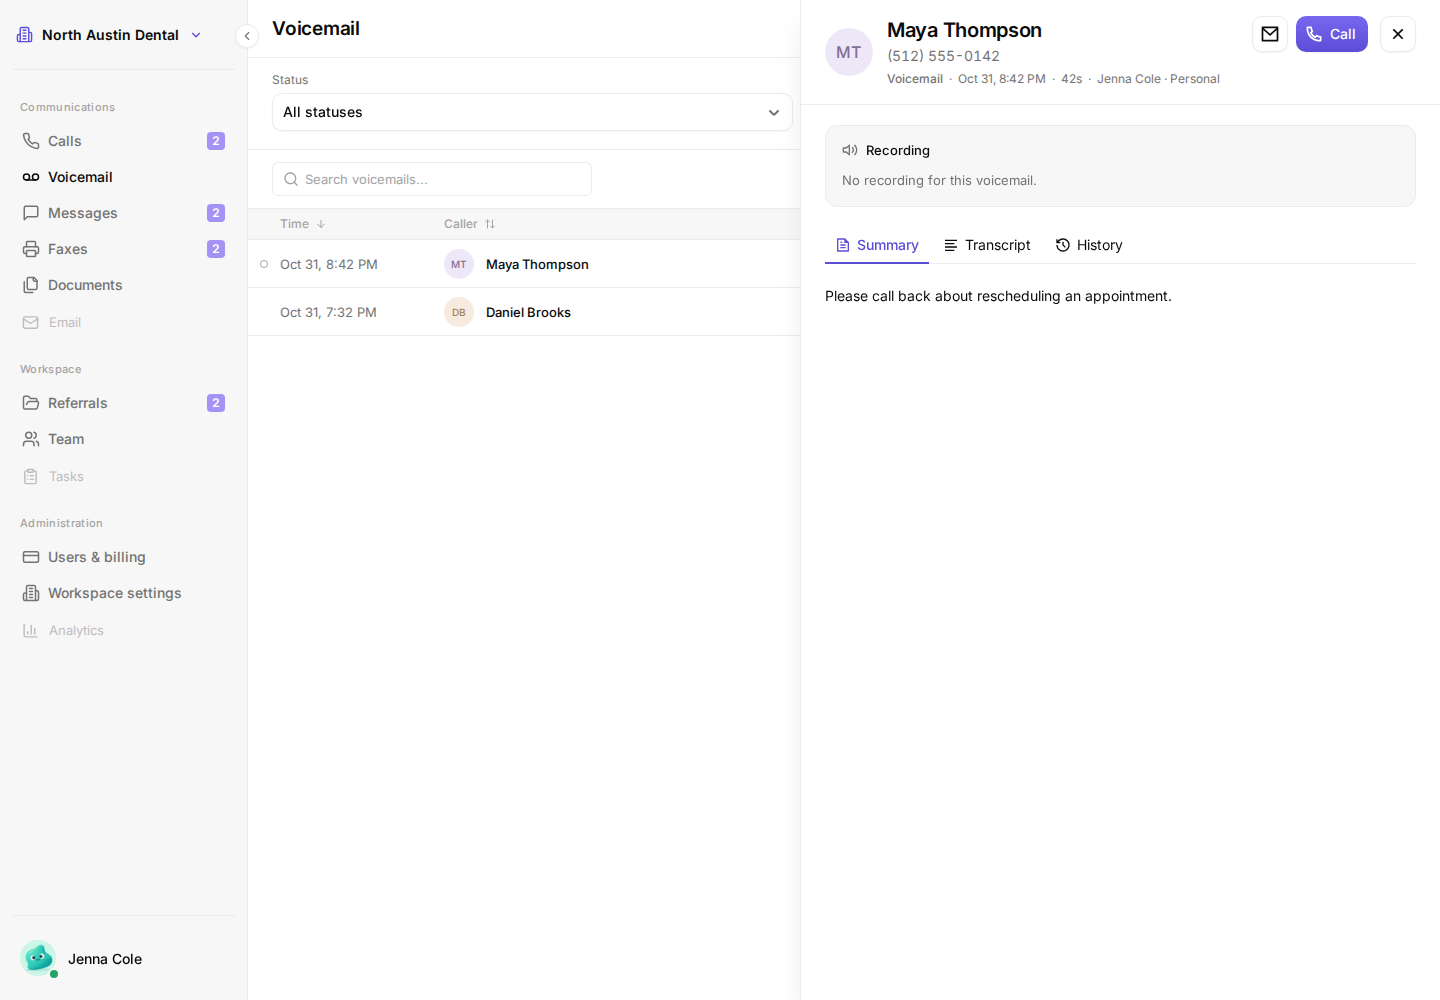 North Austin Dental
Communications
Calls 2
Voicemail
Messages 2
Faxes 2
Documents
Email
Workspace
Referrals 2
Team
Tasks
Administration
Users & billing
Workspace settings
Analytics
Jenna Cole
Voicemail
Status
All statuses
Search voicemails...
Time Caller
Oct 31, 8:42 PM MT Maya Thompson
Oct 31, 7:32 PM DB Daniel Brooks
MT
Maya Thompson
(512) 555-0142
Voicemail · Oct 31, 8:42 PM · 42s · Jenna Cole · Personal
Call
Recording
No recording for this voicemail.
Summary Transcript History
Please call back about rescheduling an appointment.